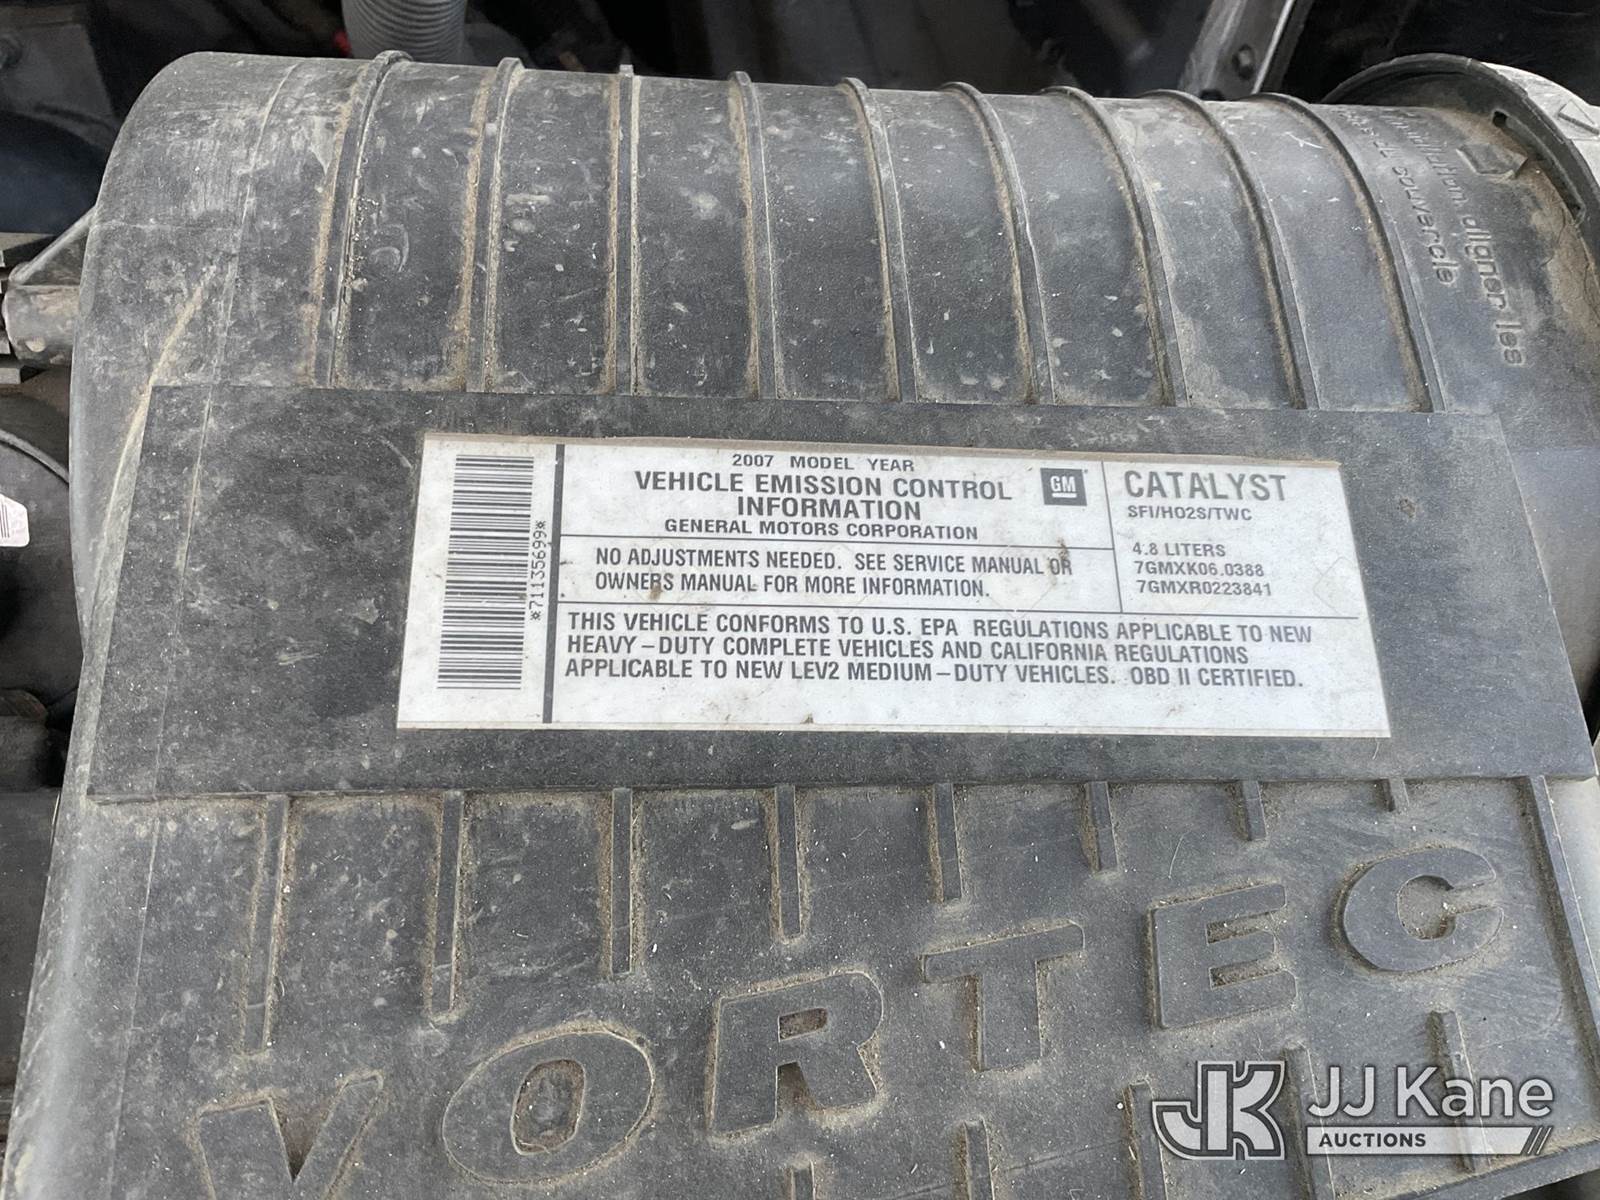 2007 MODEL YEAR
VEHICLE EMISSION CONTROL
INFORMATION
GENERAL MOTORS CORPORATION
GM
NO ADJUSTMENTS NEEDED. SEE SERVICE MANUAL OR
OWNERS MANUAL FOR MORE INFORMATION.
CATALYST
SFI/HO2S/TWC
4.8 LITERS
7GMXK06.0388
7GMXR0223841
THIS VEHICLE CONFORMS TO U.S. EPA REGULATIONS APPLICABLE TO NEW
HEAVY-DUTY COMPLETE VEHICLES AND CALIFORNIA REGULATIONS
APPLICABLE TO NEW LEV2 MEDIUM-DUTY VEHICLES. OBD II CERTIFIED.
*71135699*
VORTEC
JK JJ Kane
AUCTIONS